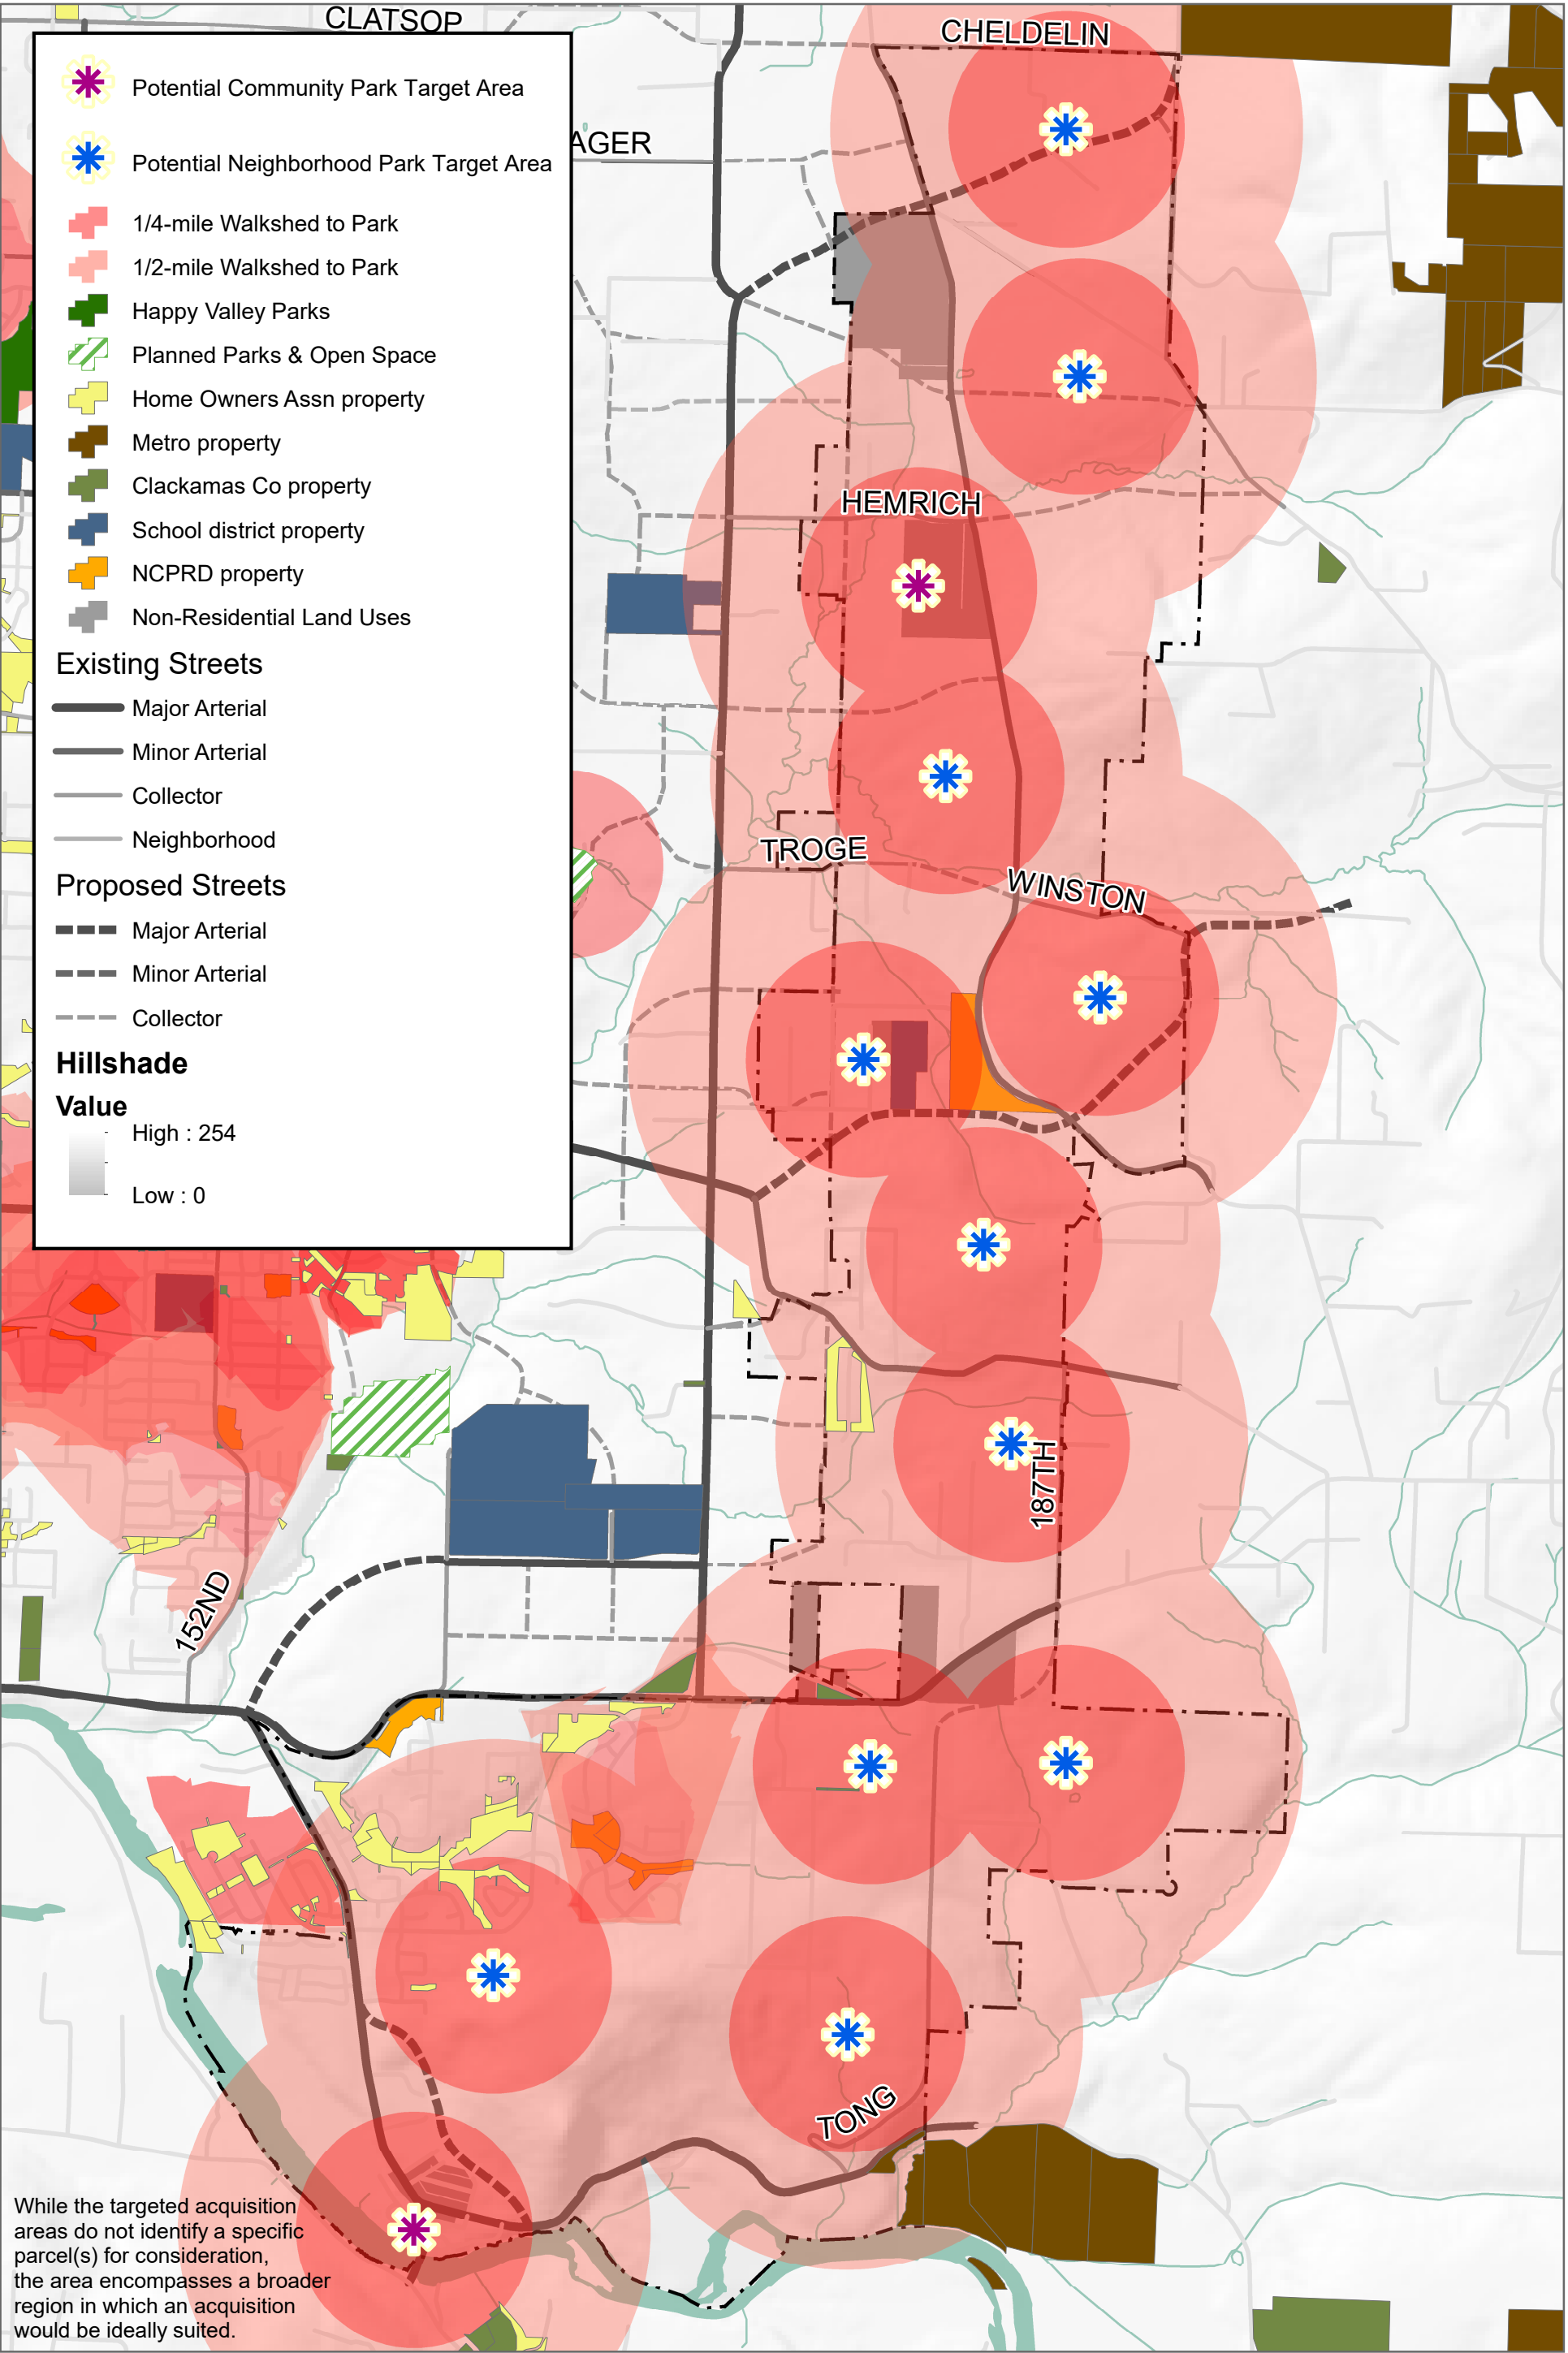 CLATSOP
CHELDELIN
AGER
Potential Community Park Target Area
Potential Neighborhood Park Target Area
1/4-mile Walkshed to Park
1/2-mile Walkshed to Park
Happy Valley Parks
Planned Parks & Open Space
Home Owners Assn property
Metro property
Clackamas Co property
School district property
NCPRD property
Non-Residential Land Uses
Existing Streets
Major Arterial
Minor Arterial
Collector
Neighborhood
Proposed Streets
Major Arterial
Minor Arterial
Collector
Hillshade
Value
High : 254
Low : 0
HEMRICH
TROGE
WINSTON
187TH
152ND
TONG
While the targeted acquisition
areas do not identify a specific
parcel(s) for consideration,
the area encompasses a broader
region in which an acquisition
would be ideally suited.